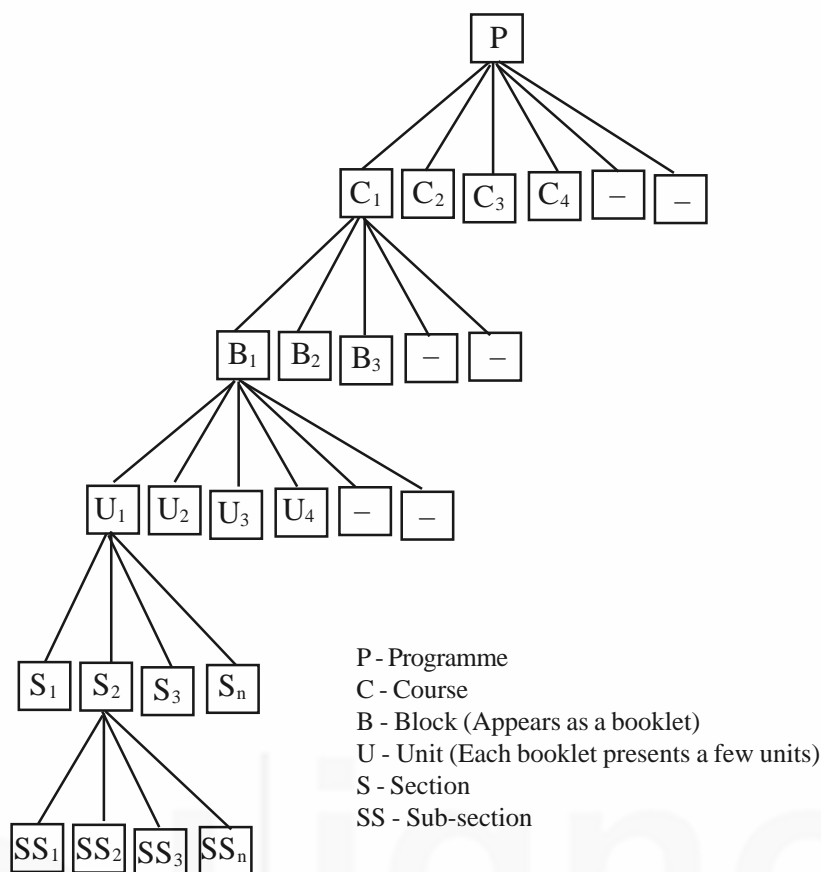 P
C₁ C₂ C₃ C₄ – –
B₁ B₂ B₃ – –
U₁ U₂ U₃ U₄ – –
S₁ S₂ S₃ Sₙ
SS₁ SS₂ SS₃ SSₙ
P - Programme
C - Course
B - Block (Appears as a booklet)
U - Unit (Each booklet presents a few units)
S - Section
SS - Sub-section